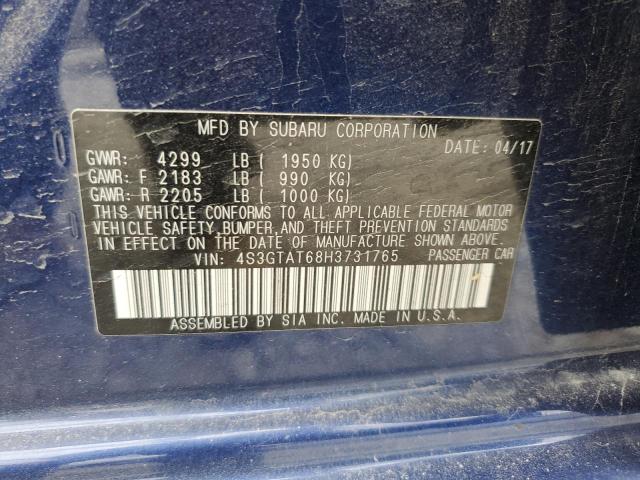 MFD BY SUBARU CORPORATION
DATE: 04/17
GVWR: 4299 LB ( 1950 KG)
GAWR: F 2183 LB ( 990 KG)
GAWR: R 2205 LB ( 1000 KG)
THIS VEHICLE CONFORMS TO ALL APPLICABLE FEDERAL MOTOR
VEHICLE SAFETY,BUMPER,AND THEFT PREVENTION STANDARDS
IN EFFECT ON THE DATE OF MANUFACTURE SHOWN ABOVE.
VIN: 4S3GTAT68H3731765 PASSENGER CAR
ASSEMBLED BY SIA INC. MADE IN U.S.A.